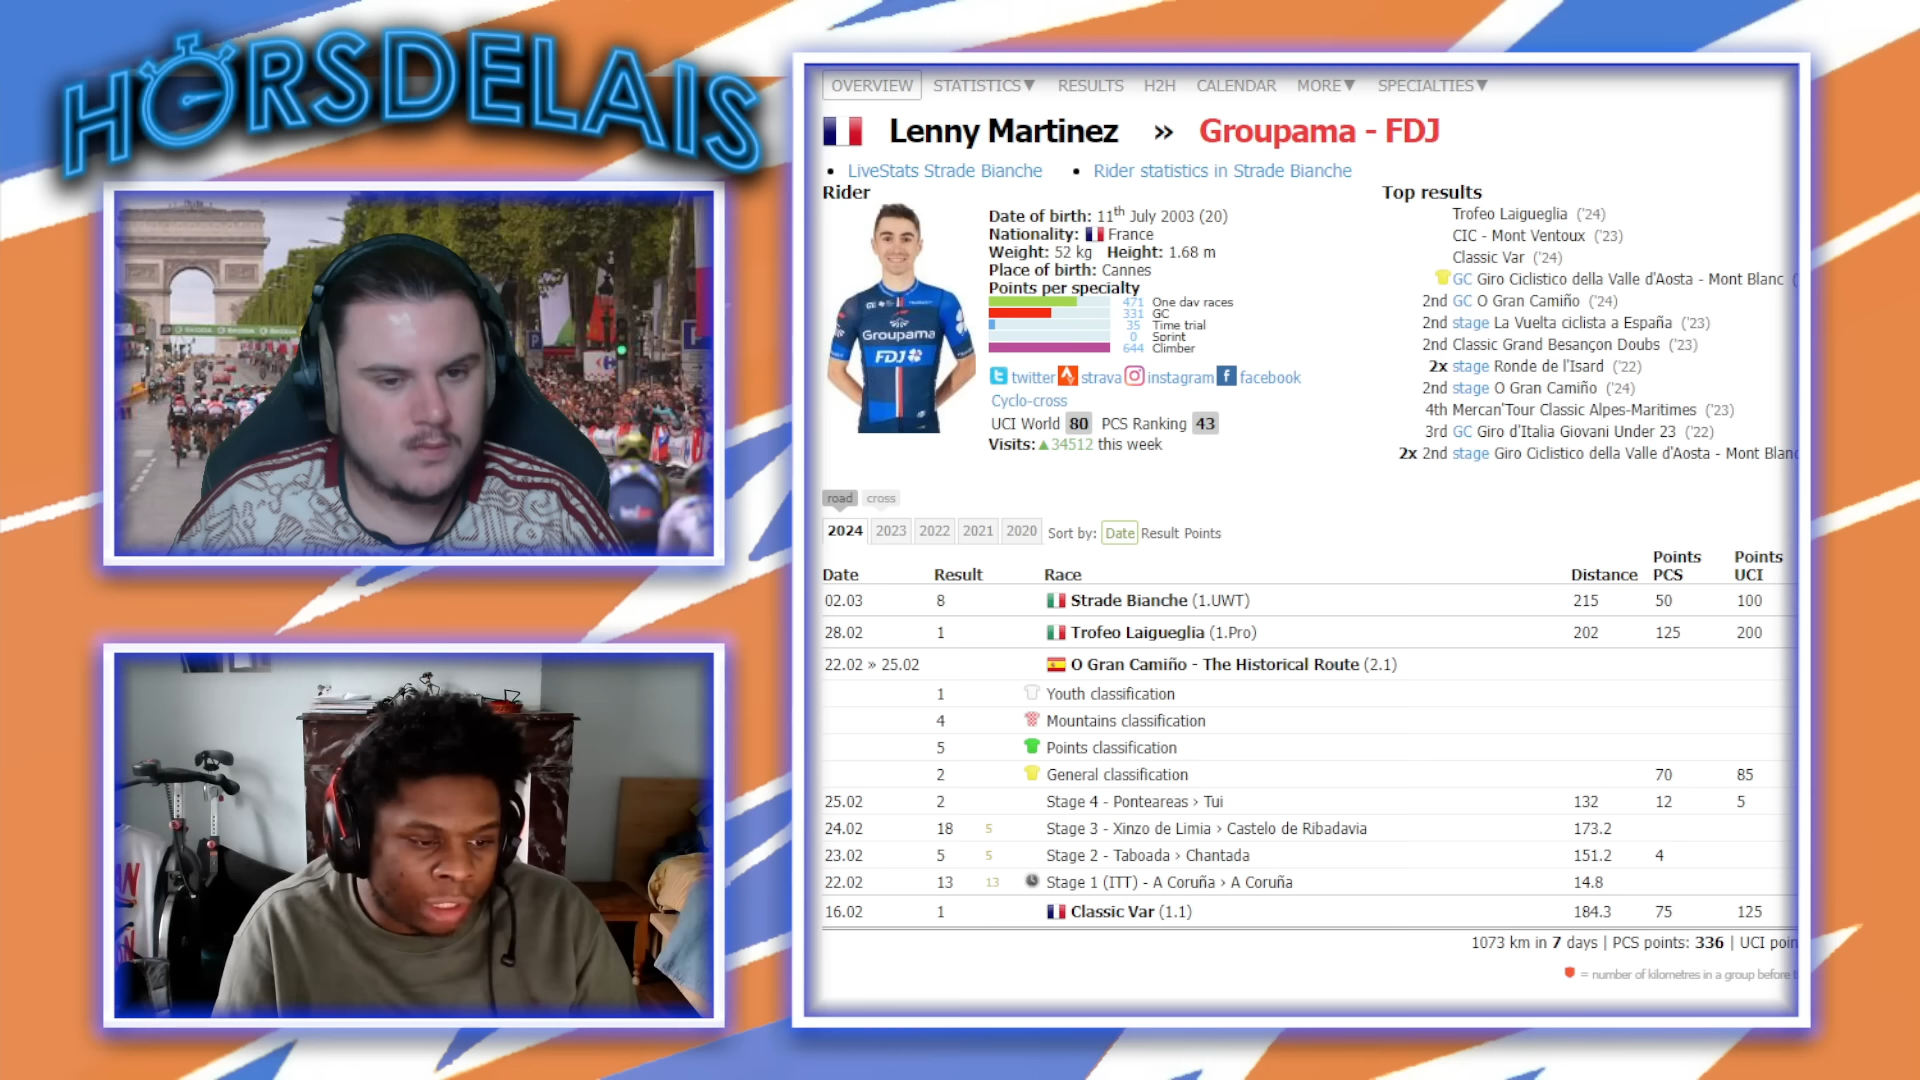 HORSDELAIS
OVERVIEW STATISTICS▼ RESULTS H2H CALENDAR MORE▼ SPECIALTIES▼
Lenny Martinez » Groupama - FDJ
• LiveStats Strade Bianche • Rider statistics in Strade Bianche
Rider
Date of birth: 11th July 2003 (20)
Nationality: France
Weight: 52 kg Height: 1.68 m
Place of birth: Cannes
Points per specialty
471 One day races
331 GC
35 Time trial
0 Sprint
644 Climber
twitter strava instagram facebook
Cyclo-cross
UCI World 80 PCS Ranking 43
Visits: ▲34512 this week
Groupama
FDJ
Top results
Trofeo Laigueglia ('24)
CIC - Mont Ventoux ('23)
Classic Var ('24)
GC Giro Ciclistico della Valle d'Aosta - Mont Blanc (
2nd GC O Gran Camiño ('24)
2nd stage La Vuelta ciclista a España ('23)
2nd Classic Grand Besançon Doubs ('23)
2x stage Ronde de l'Isard ('22)
2nd stage O Gran Camiño ('24)
4th Mercan'Tour Classic Alpes-Maritimes ('23)
3rd GC Giro d'Italia Giovani Under 23 ('22)
2x 2nd stage Giro Ciclistico della Valle d'Aosta - Mont Blanc
road cross
2024 2023 2022 2021 2020 Sort by: Date Result Points
Date Result Race Distance Points PCS Points UCI
02.03 8 Strade Bianche (1.UWT) 215 50 100
28.02 1 Trofeo Laigueglia (1.Pro) 202 125 200
22.02 » 25.02 O Gran Camiño - The Historical Route (2.1)
1 Youth classification
4 Mountains classification
5 Points classification
2 General classification 70 85
25.02 2 Stage 4 - Ponteareas › Tui 132 12 5
24.02 18 5 Stage 3 - Xinzo de Limia › Castelo de Ribadavia 173.2
23.02 5 5 Stage 2 - Taboada › Chantada 151.2 4
22.02 13 13 Stage 1 (ITT) - A Coruña › A Coruña 14.8
16.02 1 Classic Var (1.1) 184.3 75 125
1073 km in 7 days | PCS points: 336 | UCI poin
= number of kilometres in a group before t